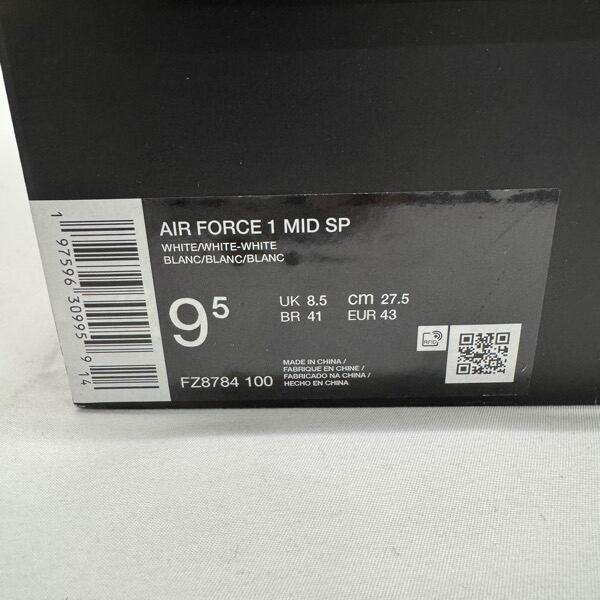 AIR FORCE 1 MID SP
WHITE/WHITE-WHITE
BLANC/BLANC/BLANC
9⁵
UK 8.5 cm 27.5
BR 41 EUR 43
FZ8784 100
MADE IN CHINA /
FABRIQUE EN CHINE /
FABRICADO NA CHINA /
HECHO EN CHINA
RFID
1 97596 30995 9 14